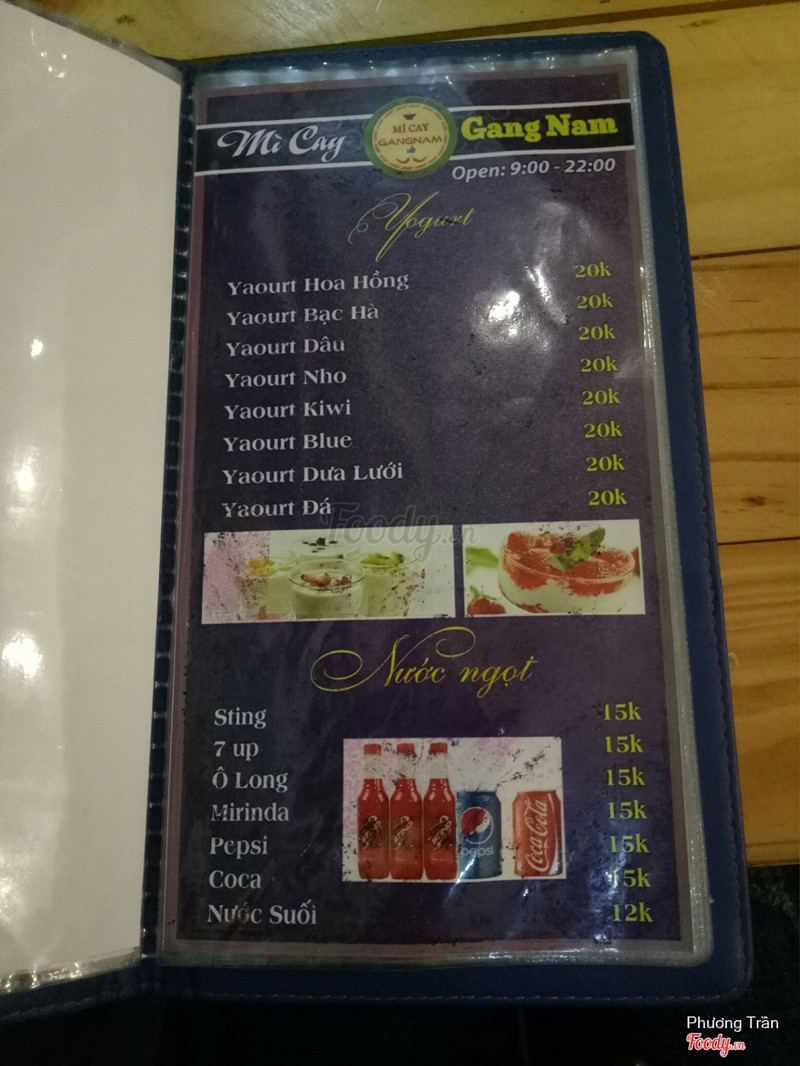 Mì Cay
MÌ CAY
GANGNAM
Gang Nam
Open: 9:00 - 22:00
Yogurt
Yaourt Hoa Hồng 20k
Yaourt Bạc Hà 20k
Yaourt Dâu 20k
Yaourt Nho 20k
Yaourt Kiwi 20k
Yaourt Blue 20k
Yaourt Dưa Lưới 20k
Yaourt Đá 20k
Foody.vn
Nước ngọt
Sting 15k
7 up 15k
Ô Long 15k
Mirinda 15k
Pepsi 15k
Coca 15k
Nước Suối 12k
pepsi
Coca-Cola
Phương Trần
Foody.vn